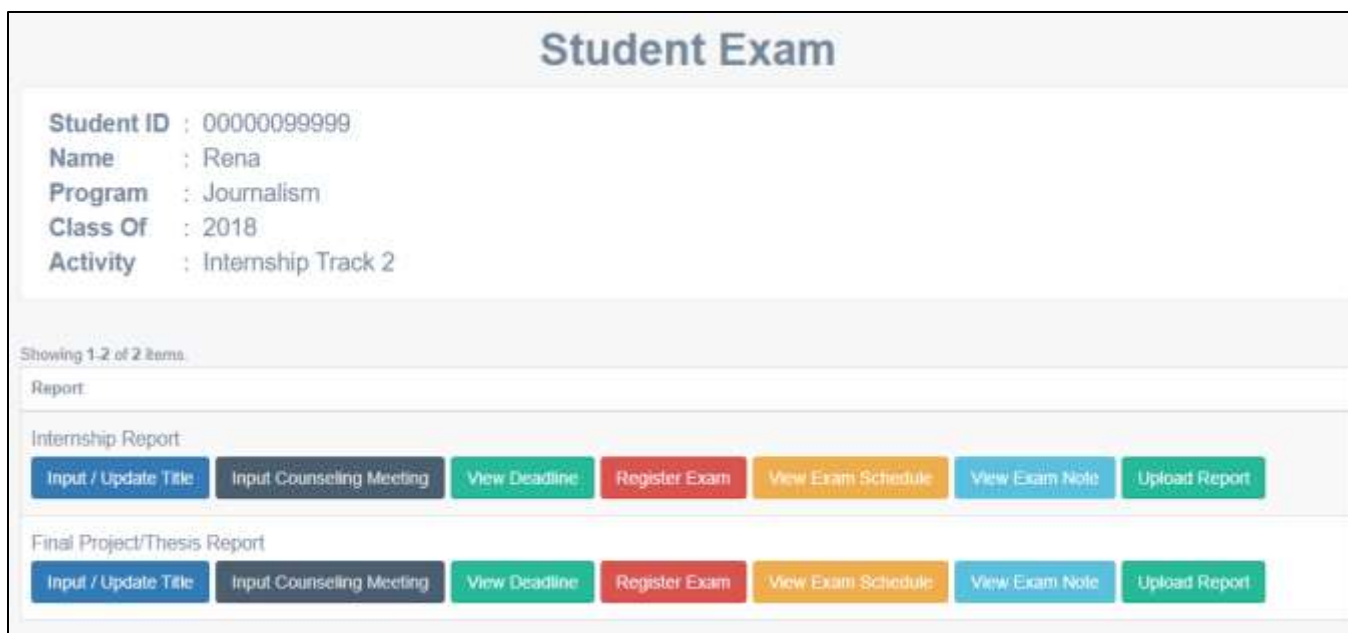 Student Exam
Student ID : 00000099999
Name : Rena
Program : Journalism
Class Of : 2018
Activity : Internship Track 2
Showing 1-2 of 2 items.
Report
Internship Report
Input / Update Title Input Counseling Meeting View Deadline Register Exam View Exam Schedule View Exam Note Upload Report
Final Project/Thesis Report
Input / Update Title Input Counseling Meeting View Deadline Register Exam View Exam Schedule View Exam Note Upload Report